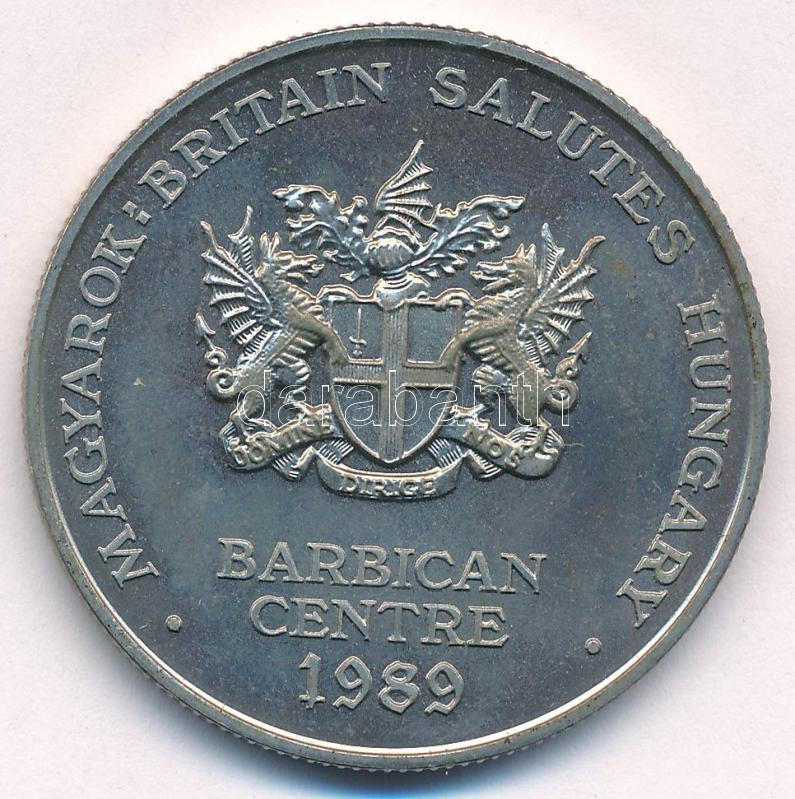 · MAGYAROK: BRITAIN SALUTES HUNGARY ·
DOMINE DIRIGE NOS
BARBICAN
CENTRE
1989
darabanth